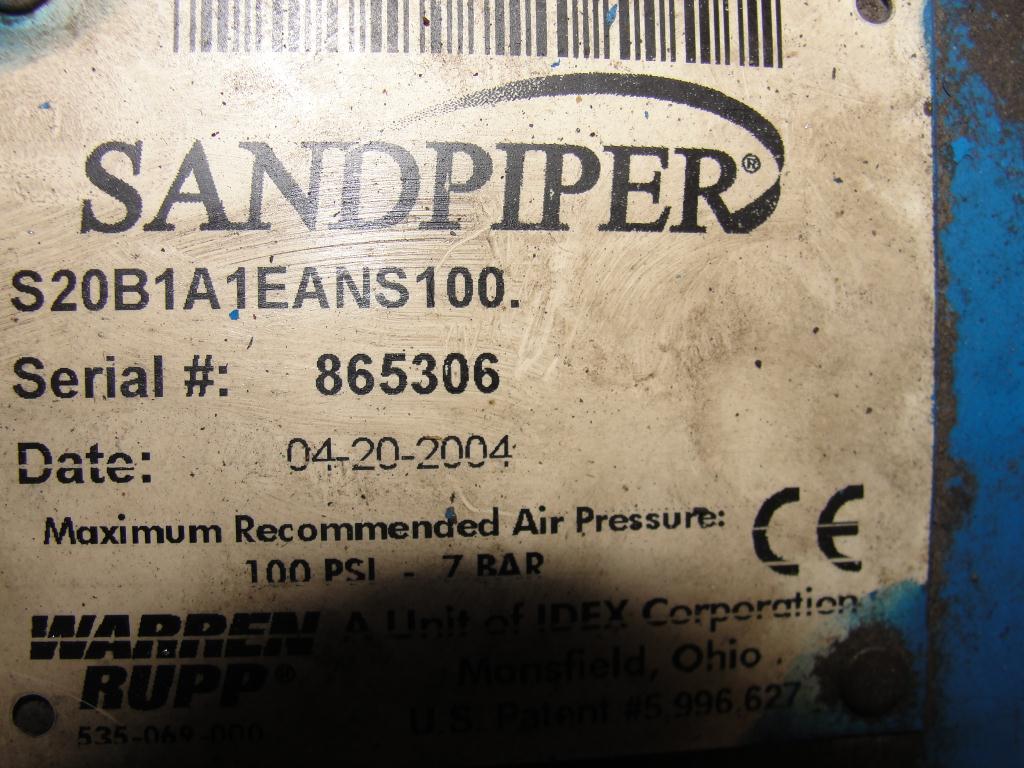 SANDPIPER®
S20B1A1EANS100.
Serial #: 865306
Date: 04-20-2004
Maximum Recommended Air Pressure:
100 PSI - 7 BAR
CE
WARREN RUPP® A Unit of IDEX Corporation
Mansfield, Ohio
U.S. Patent #5,996,627
535-069-000